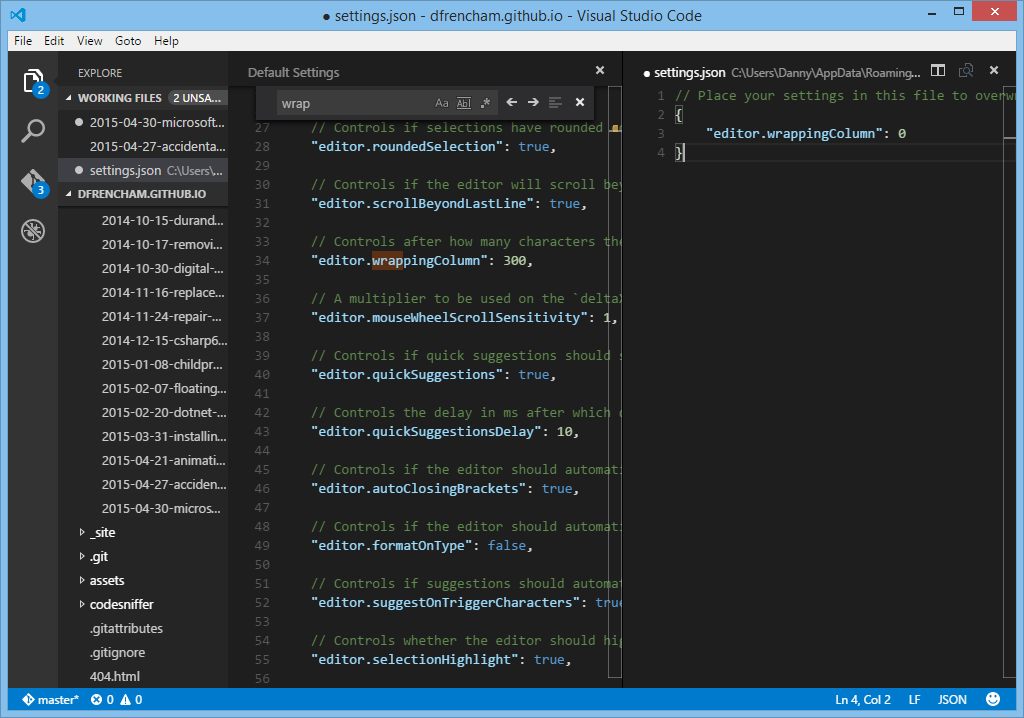 ● settings.json - dfrencham.github.io - Visual Studio Code
File Edit View Goto Help
2
3
EXPLORE
WORKING FILES 2 UNSA...
2015-04-30-microsoft...
2015-04-27-accidenta...
settings.json C:\Users\...
DFRENCHAM.GITHUB.IO
2014-10-15-durand...
2014-10-17-removi...
2014-10-30-digital-...
2014-11-16-replace...
2014-11-24-repair-...
2014-12-15-csharp6...
2015-01-08-childpr...
2015-02-07-floating...
2015-02-20-dotnet-...
2015-03-31-installin...
2015-04-21-animati...
2015-04-27-acciden...
2015-04-30-micros...
_site
.git
assets
codesniffer
.gitattributes
.gitignore
404.html
Default Settings
wrap Aa Abl .*
27 // Controls if selections have rounded
28 "editor.roundedSelection": true,
29
30 // Controls if the editor will scroll bey
31 "editor.scrollBeyondLastLine": true,
32
33 // Controls after how many characters the
34 "editor.wrappingColumn": 300,
35
36 // A multiplier to be used on the `deltaX
37 "editor.mouseWheelScrollSensitivity": 1,
38
39 // Controls if quick suggestions should s
40 "editor.quickSuggestions": true,
41
42 // Controls the delay in ms after which q
43 "editor.quickSuggestionsDelay": 10,
44
45 // Controls if the editor should automati
46 "editor.autoClosingBrackets": true,
47
48 // Controls if the editor should automati
49 "editor.formatOnType": false,
50
51 // Controls if suggestions should automat
52 "editor.suggestOnTriggerCharacters": true
53
54 // Controls whether the editor should hig
55 "editor.selectionHighlight": true,
56
● settings.json C:\Users\Danny\AppData\Roaming...
1 // Place your settings in this file to overw
2 {
3 "editor.wrappingColumn": 0
4 }
master* 0 0
Ln 4, Col 2 LF JSON